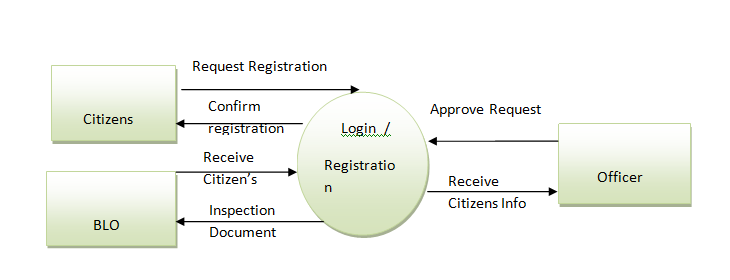 Request Registration
Citizens
Confirm
registration
Login /
Registratio
n
Approve Request
Receive
Citizen's
BLO
Inspection
Document
Receive
Citizens Info
Officer